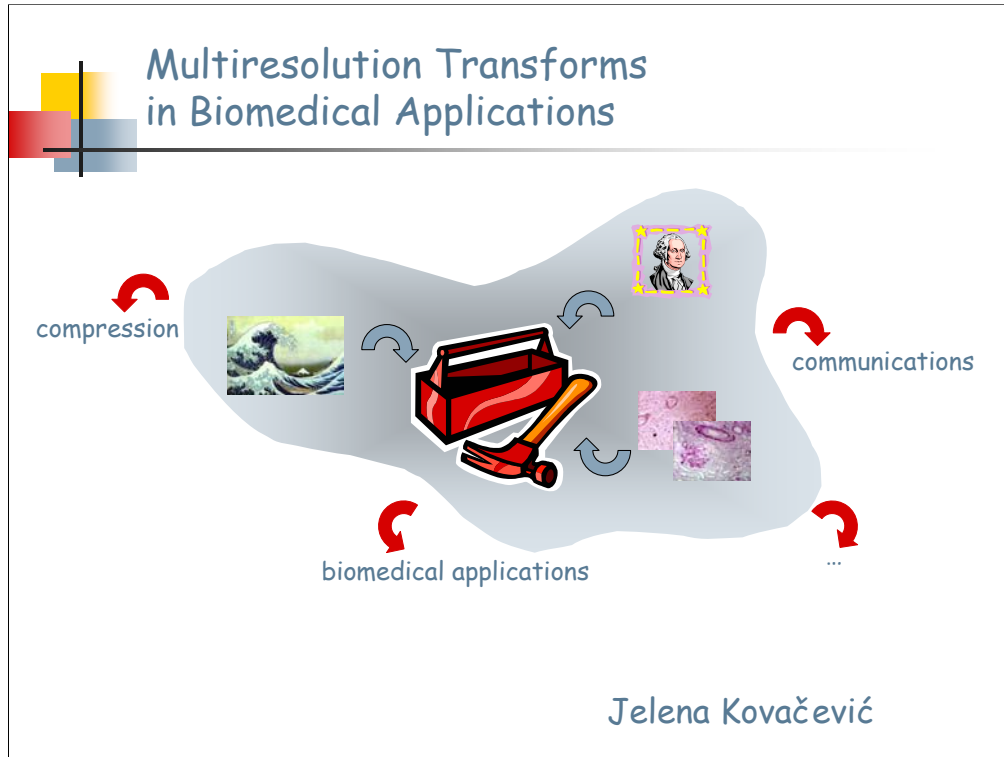 Multiresolution Transforms
in Biomedical Applications
compression
communications
biomedical applications
...
Jelena Kovačević